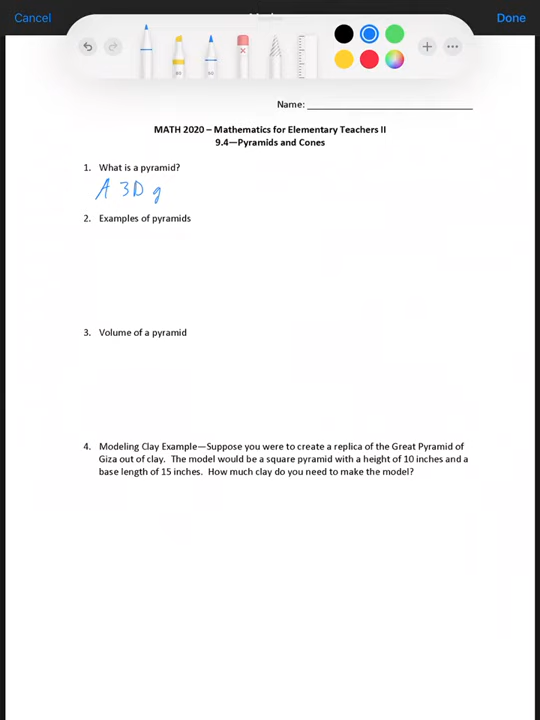 Cancel
Done
Name: ____________________
MATH 2020 – Mathematics for Elementary Teachers II
9.4—Pyramids and Cones
1. What is a pyramid?
A 3D g
2. Examples of pyramids
3. Volume of a pyramid
4. Modeling Clay Example—Suppose you were to create a replica of the Great Pyramid of
Giza out of clay. The model would be a square pyramid with a height of 10 inches and a
base length of 15 inches. How much clay do you need to make the model?